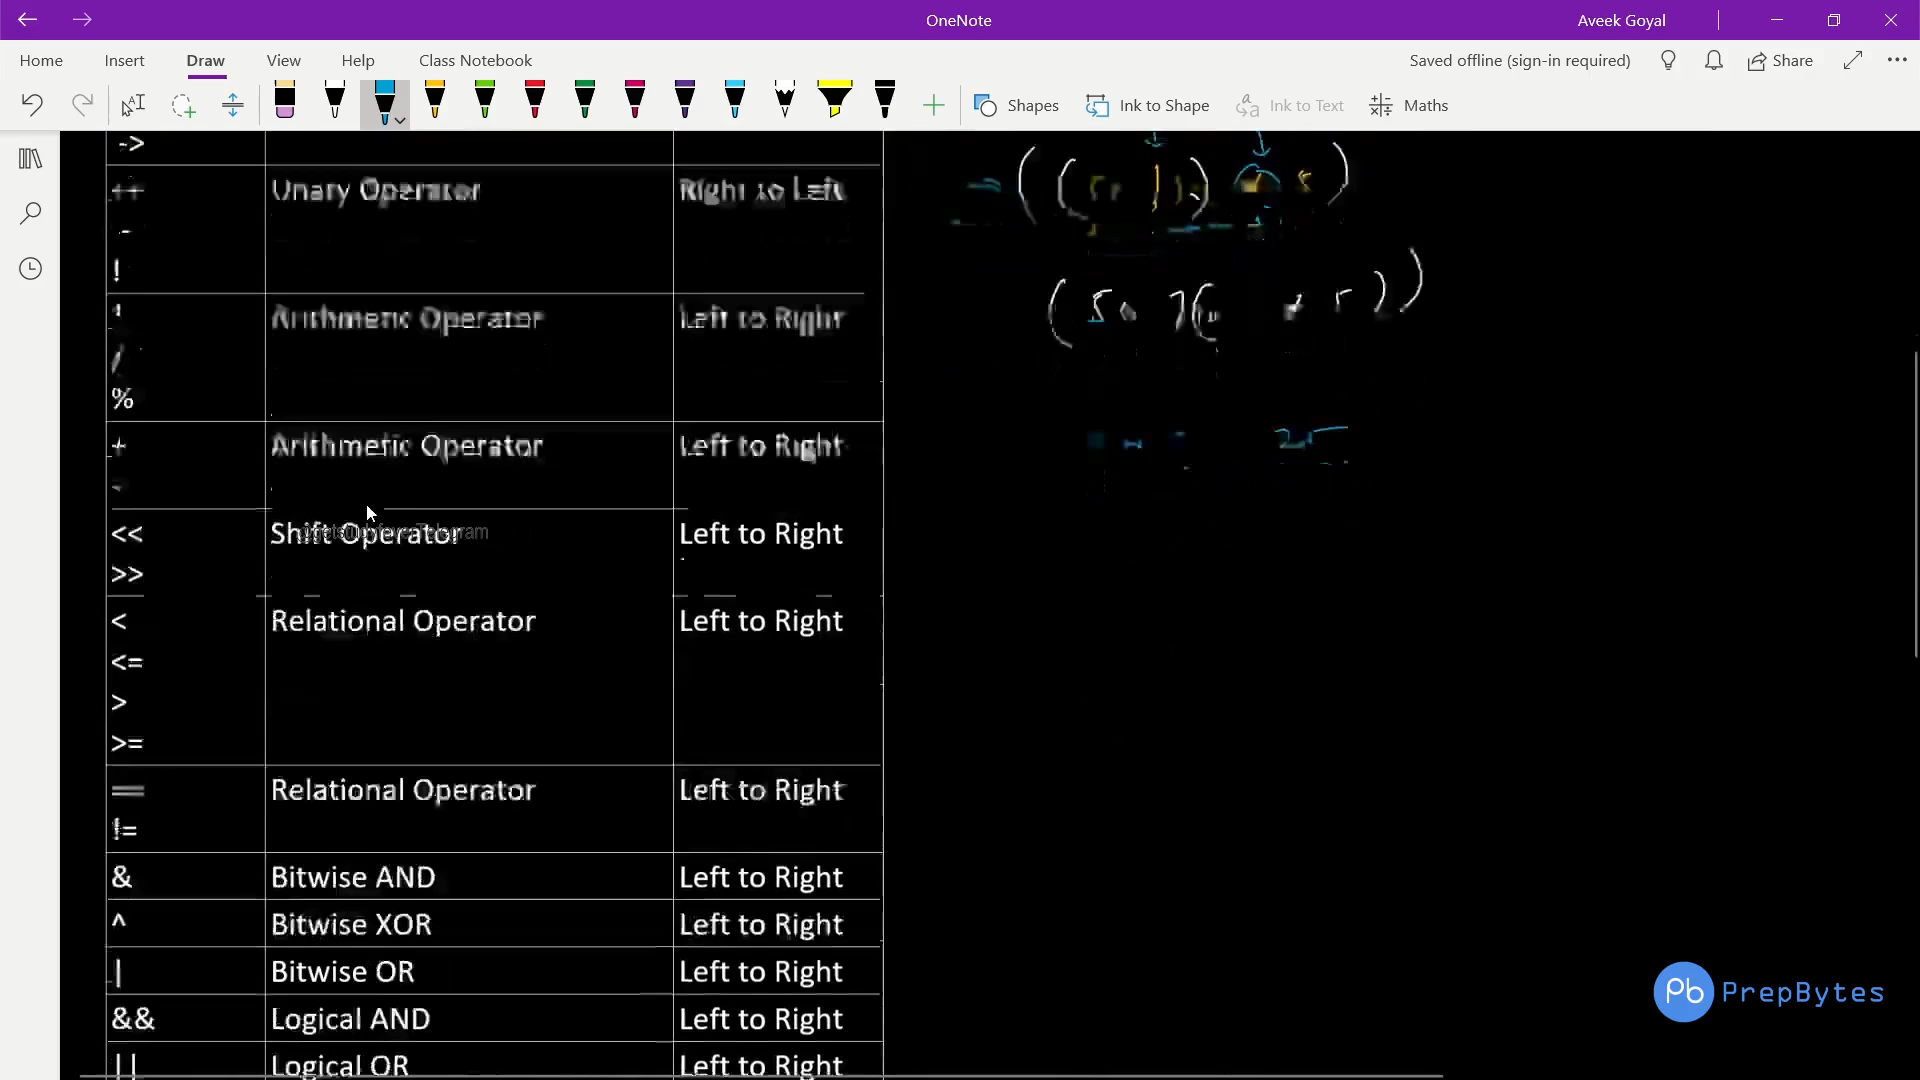 OneNote
Aveek Goyal
Home Insert Draw View Help Class Notebook
Saved offline (sign-in required) Share
Shapes Ink to Shape Ink to Text Maths
->
++ Unary Operator Right to Left
!
Arithmetic Operator Left to Right
/
%
+ Arithmetic Operator Left to Right
-
<< Shift Operator Left to Right
>>
< Relational Operator Left to Right
<=
>
>=
== Relational Operator Left to Right
!=
& Bitwise AND Left to Right
^ Bitwise XOR Left to Right
| Bitwise OR Left to Right
&& Logical AND Left to Right
|| Logical OR Left to Right
Pb PrepBytes